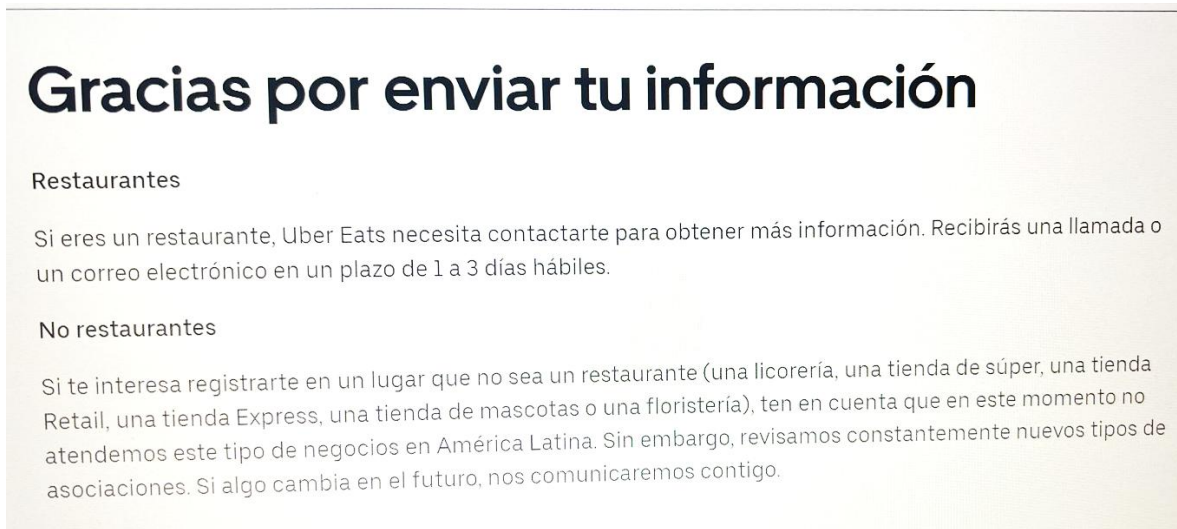 Gracias por enviar tu información
Restaurantes
Si eres un restaurante, Uber Eats necesita contactarte para obtener más información. Recibirás una llamada o
un correo electrónico en un plazo de 1 a 3 días hábiles.
No restaurantes
Si te interesa registrarte en un lugar que no sea un restaurante (una licorería, una tienda de súper, una tienda
Retail, una tienda Express, una tienda de mascotas o una floristería), ten en cuenta que en este momento no
atendemos este tipo de negocios en América Latina. Sin embargo, revisamos constantemente nuevos tipos de
asociaciones. Si algo cambia en el futuro, nos comunicaremos contigo.